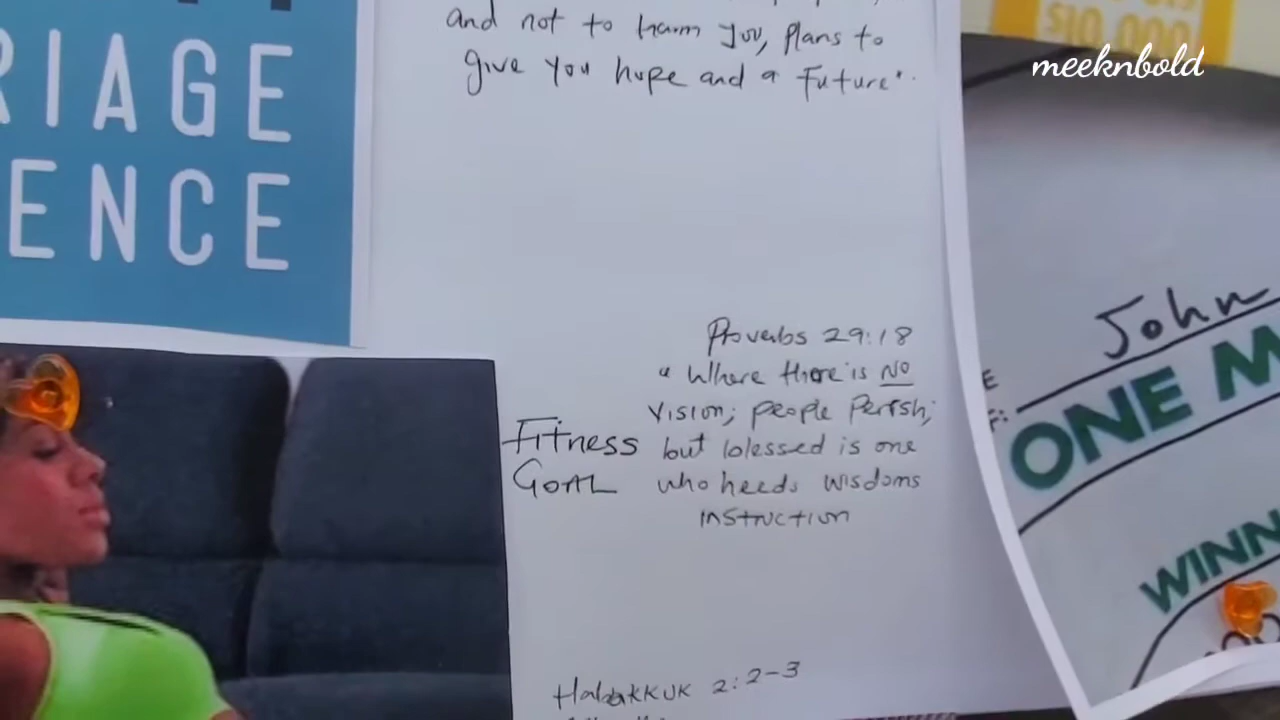 RIAGE
ENCE
and not to harm you, plans to
give you hope and a Future".
$10,000
meeknbold
Proverbs 29:18
"Where there is NO
Vision; people Perish;
but blessed is one
who heeds wisdoms
instruction
Fitness
GOAL
Habakkuk 2:2-3
John
ONE M
WINN